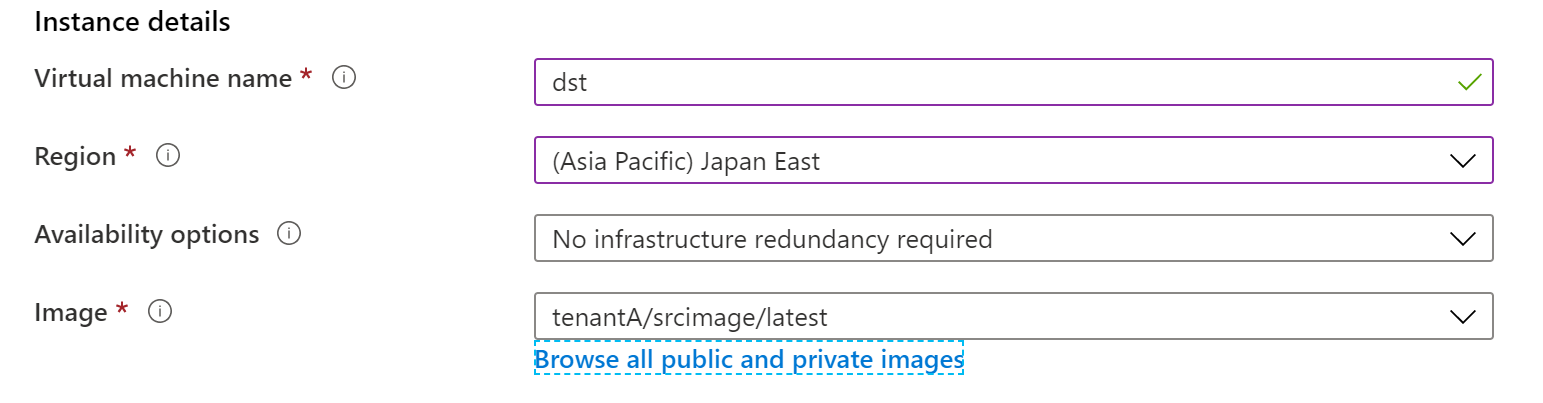 Instance details
Virtual machine name *
dst
Region *
(Asia Pacific) Japan East
Availability options
No infrastructure redundancy required
Image *
tenantA/srcimage/latest
Browse all public and private images